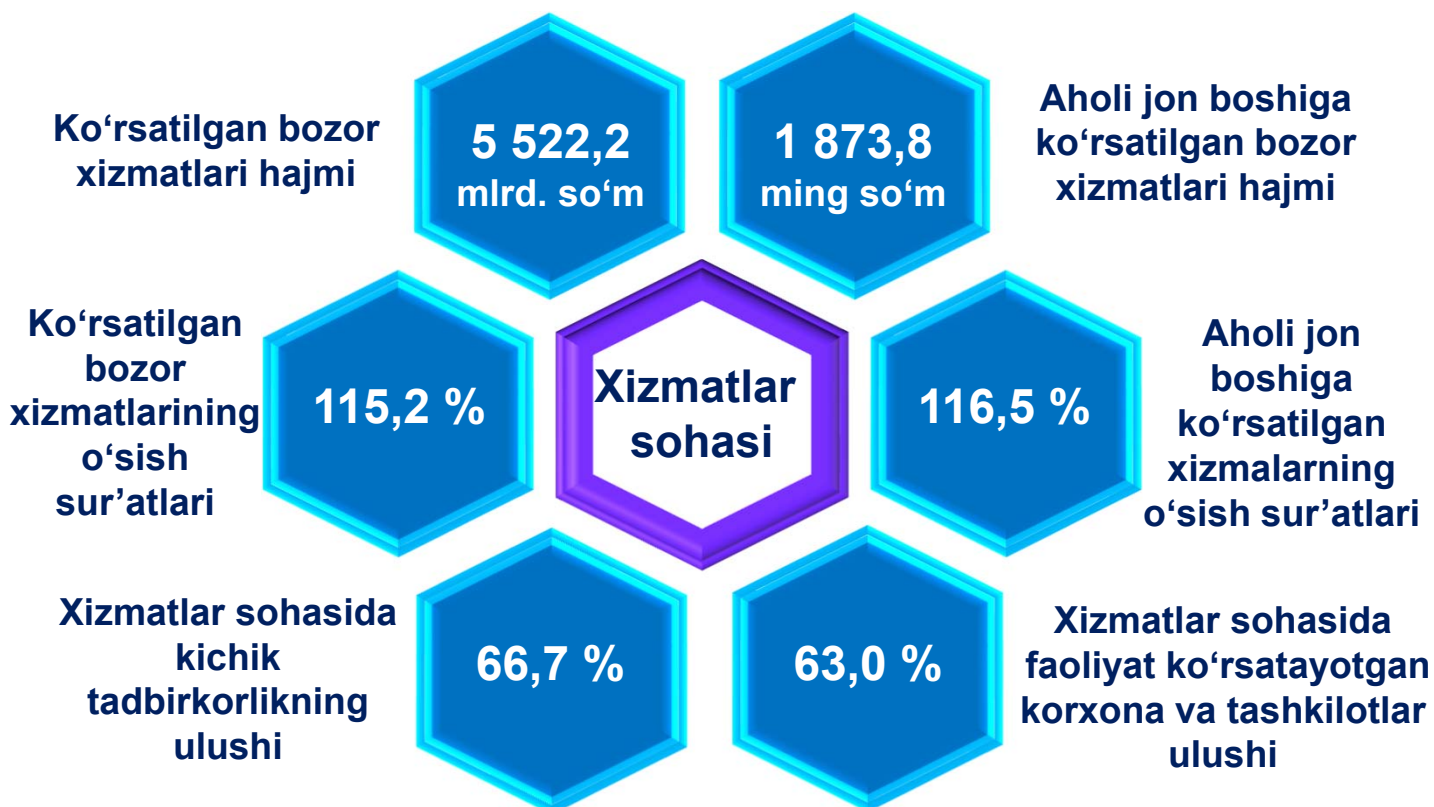 Ko‘rsatilgan bozor
xizmatlari hajmi
5 522,2
mlrd. so‘m
1 873,8
ming so‘m
Aholi jon boshiga
ko‘rsatilgan bozor
xizmatlari hajmi
Ko‘rsatilgan
bozor
xizmatlarining
o‘sish
sur’atlari
115,2 %
Xizmatlar
sohasi
116,5 %
Aholi jon
boshiga
ko‘rsatilgan
xizmalarning
o‘sish sur’atlari
Xizmatlar sohasida
kichik
tadbirkorlikning
ulushi
66,7 %
63,0 %
Xizmatlar sohasida
faoliyat ko‘rsatayotgan
korxona va tashkilotlar
ulushi